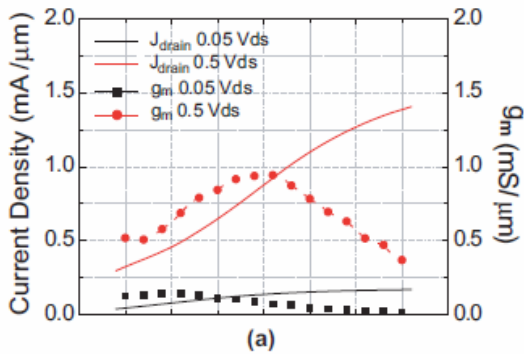 2.0
1.5
1.0
0.5
0.0
Current Density (mA/μm)
J_drain 0.05 Vds
J_drain 0.5 Vds
g_m 0.05 Vds
g_m 0.5 Vds
2.0
1.5
1.0
0.5
0.0
g_m (mS/μm)
(a)